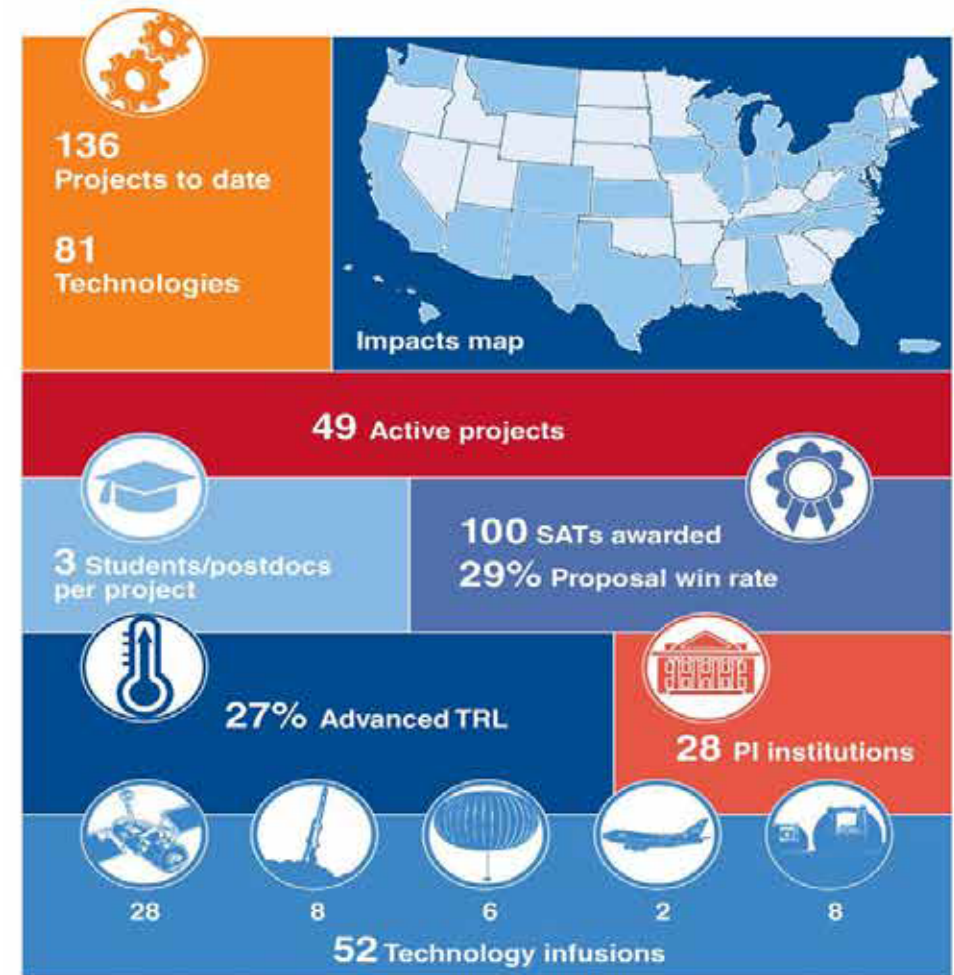 136
Projects to date
81
Technologies
Impacts map
49 Active projects
3 Students/postdocs
per project
100 SATs awarded
29% Proposal win rate
27% Advanced TRL
28 PI institutions
28
8
6
2
8
52 Technology infusions